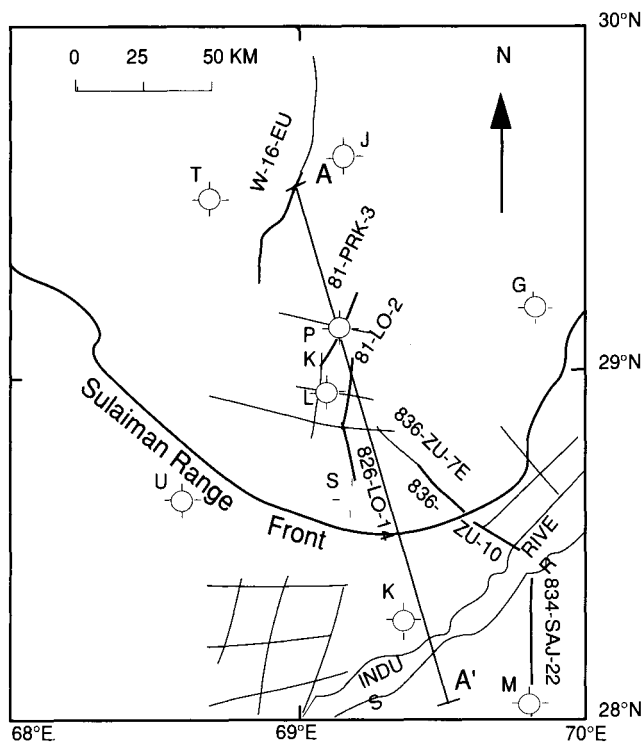 30°N
0 25 50 KM
N
W-16-EU
J
T
A
81-PRK-3
G
P
81-LO-2
29°N
K
L
Sulaiman Range
Front
836-ZU-7E
836-
ZU-10
S
826-LO-1
U
RIVE
R
K
834-SAJ-22
INDU
S
A'
M
28°N
68°E
69°E
70°E